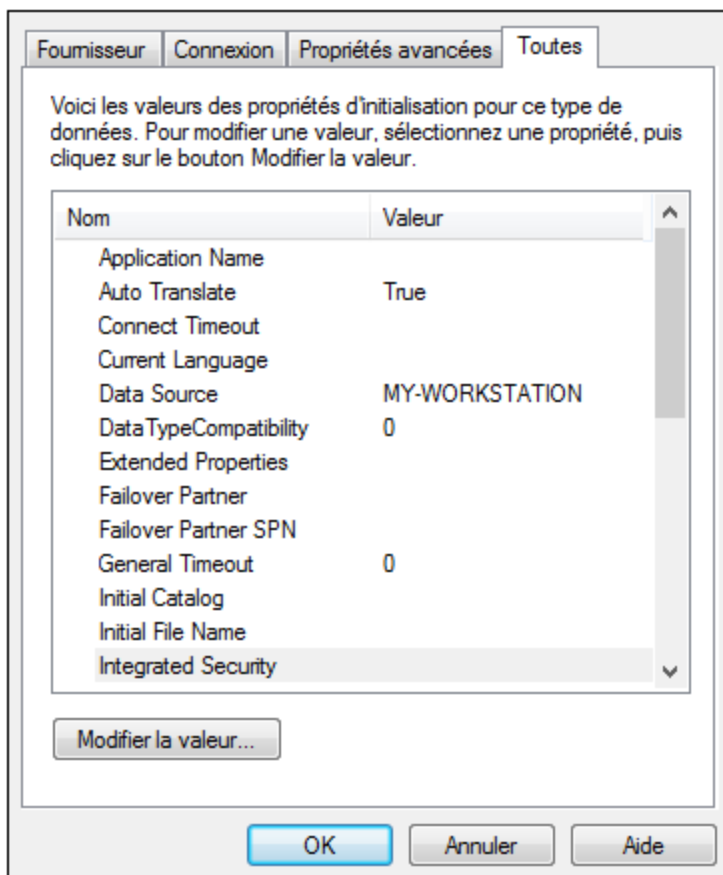 Fournisseur Connexion Propriétés avancées Toutes
Voici les valeurs des propriétés d'initialisation pour ce type de
données. Pour modifier une valeur, sélectionnez une propriété, puis
cliquez sur le bouton Modifier la valeur.
Nom Valeur
Application Name
Auto Translate True
Connect Timeout
Current Language
Data Source MY-WORKSTATION
DataTypeCompatibility 0
Extended Properties
Failover Partner
Failover Partner SPN
General Timeout 0
Initial Catalog
Initial File Name
Integrated Security
Modifier la valeur...
OK Annuler Aide